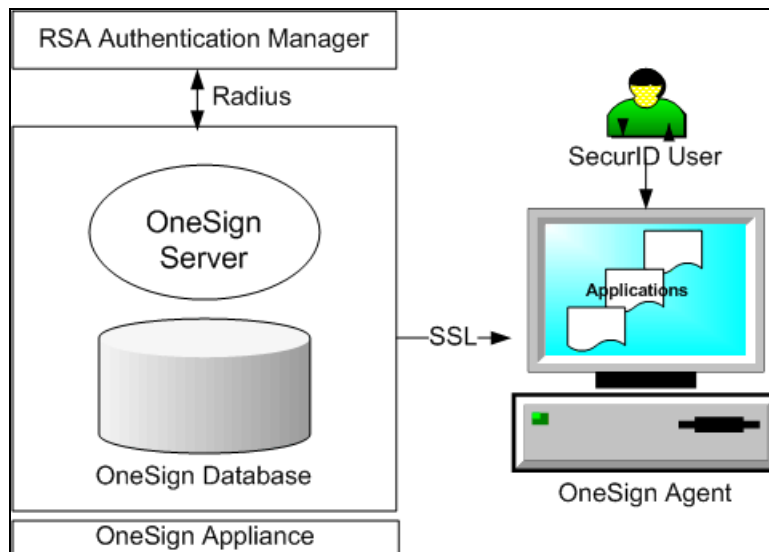 RSA Authentication Manager
Radius
OneSign
Server
OneSign Database
OneSign Appliance
SSL
SecurID User
Applications
OneSign Agent